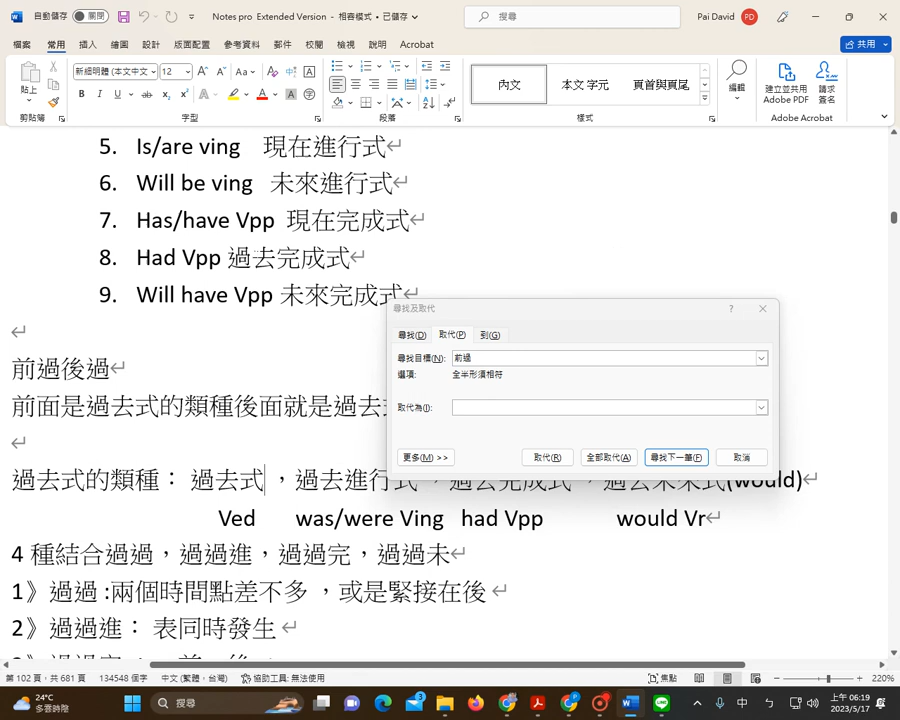 自動儲存 關閉 Notes pro Extended Version - 相容模式 • 已儲存 搜尋 Pai David PD
檔案 常用 插入 繪圖 設計 版面配置 參考資料 郵件 校閱 檢視 說明 Acrobat 共用
貼上 新細明體 (本文中文) 12 A A Aa A
B I U ab x₂ x² A A A 字
內文 本文 字元 頁首與頁尾 編輯 建立並共用 Adobe PDF 請求簽名
剪貼簿 字型 段落 樣式 Adobe Acrobat
5. Is/are ving 現在進行式↵
6. Will be ving 未來進行式↵
7. Has/have Vpp 現在完成式↵
8. Had Vpp 過去完成式↵
9. Will have Vpp 未來完成式↵
↵
前過後過↵
前面是過去式的類種後面就是過去式
↵
過去式的類種： 過去式 ，過去進行式 ，過去完成式 ，過去未來式(would)↵
Ved was/were Ving had Vpp would Vr↵
4 種結合過過，過過進，過過完，過過未↵
1》過過 :兩個時間點差不多 ，或是緊接在後 ↵
2》過過進： 表同時發生 ↵
尋找及取代 ?
尋找(D) 取代(P) 到(G)
尋找目標(N): 前過
選項: 全半形須相符
取代為(I):
更多(M) >> 取代(R) 全部取代(A) 尋找下一筆(F) 取消
第 102 頁，共 681 頁 134548 個字 中文 (繁體，台灣) 協助工具: 無法使用 焦點 220%
24°C
多雲時陰
搜尋
中
上午 06:19
2023/5/17